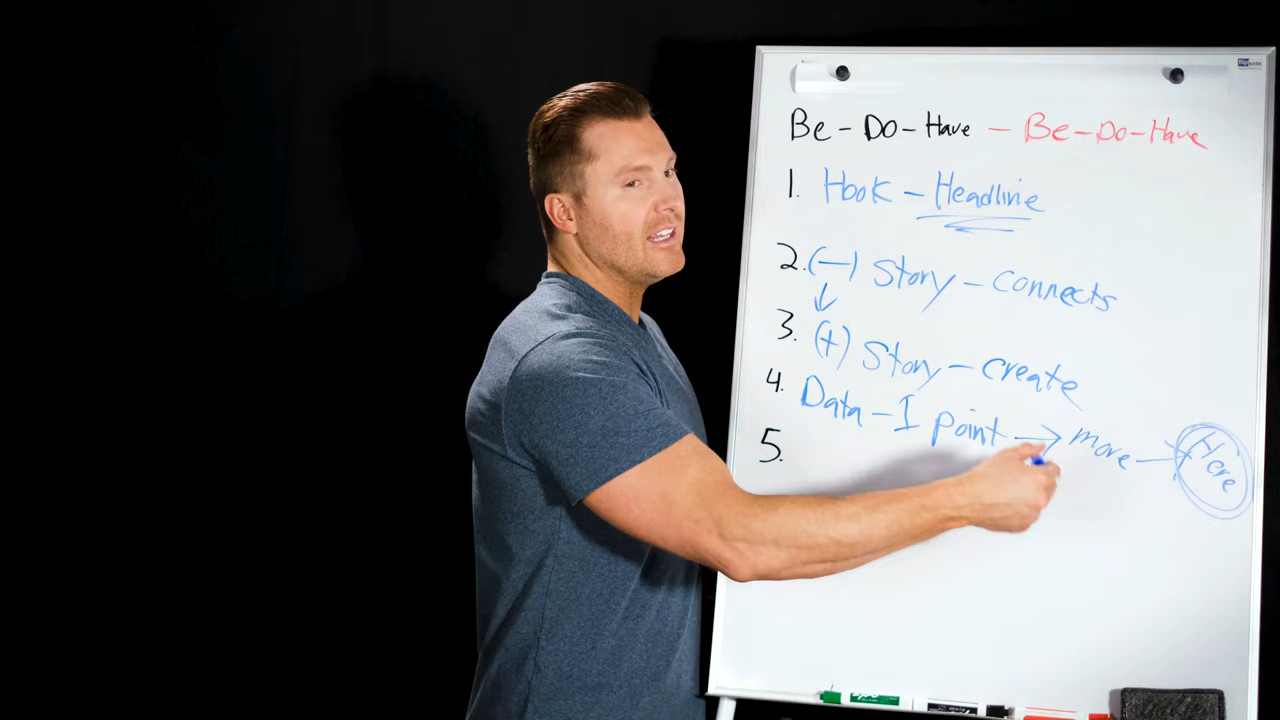 Be - Do - Have - Be - Do - Have
1. Hook - Headline
2. (-) Story - connects
3. (+) Story - create
4. Data - 1 point → more → Here
5.